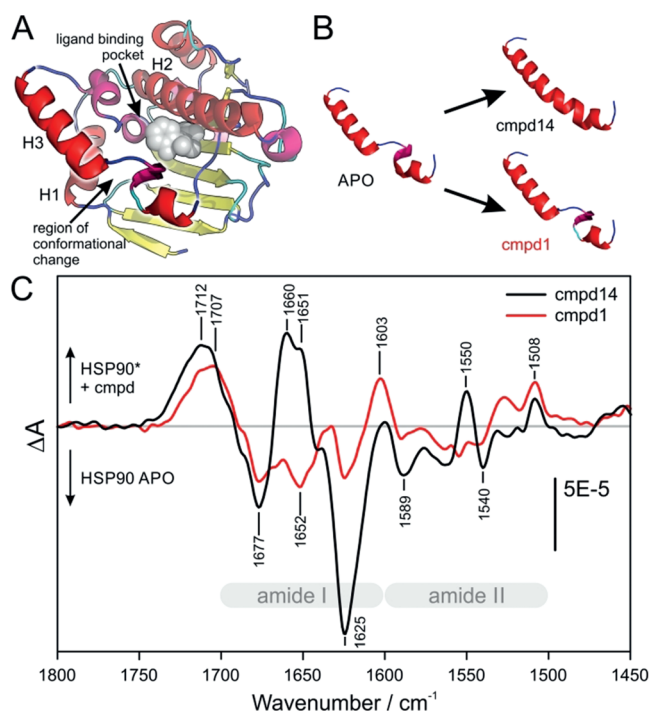 A
ligand binding
pocket
H2
H3
H1
region of
conformational
change
B
APO
cmpd14
cmpd1
C
1712
1707
1660
1651
1603
1550
1508
cmpd14
cmpd1
HSP90*
+ cmpd
ΔA
HSP90 APO
1677
1652
1625
1589
1540
5E-5
amide I
amide II
1800
1750
1700
1650
1600
1550
1500
1450
Wavenumber / cm⁻¹